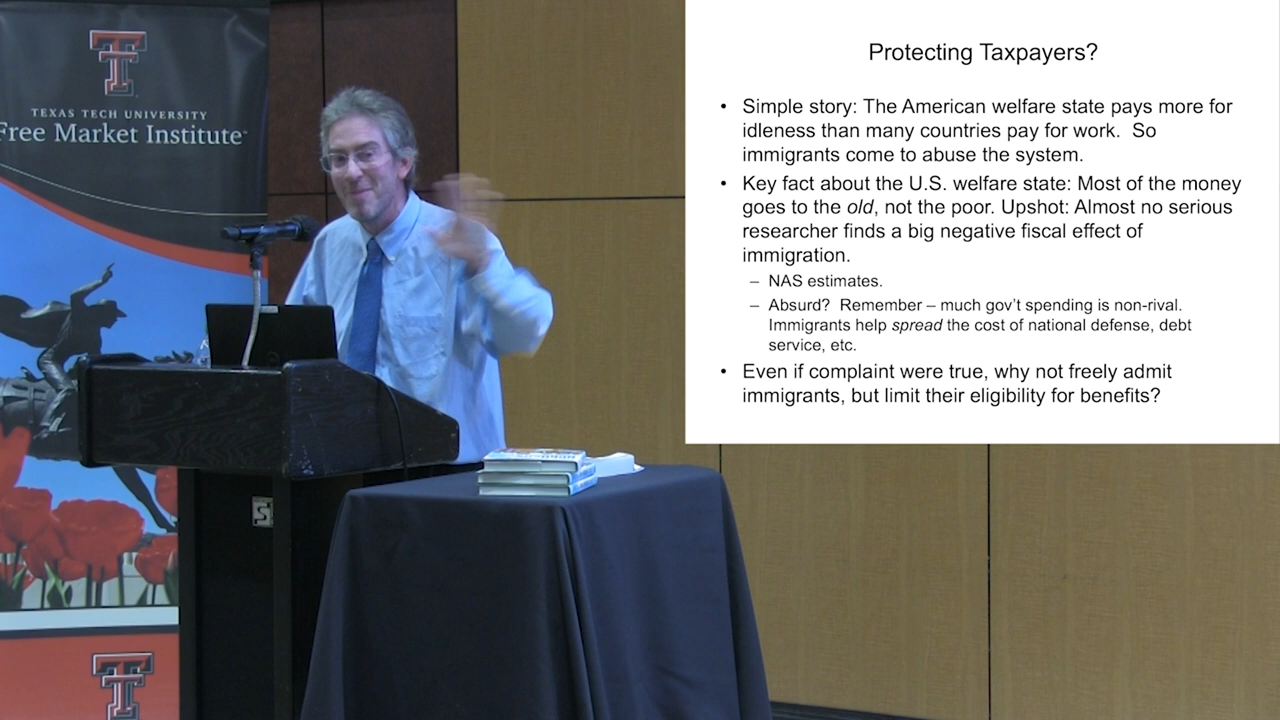 TEXAS TECH UNIVERSITY
Free Market Institute
Protecting Taxpayers?
• Simple story: The American welfare state pays more for
idleness than many countries pay for work.  So
immigrants come to abuse the system.
• Key fact about the U.S. welfare state: Most of the money
goes to the old, not the poor. Upshot: Almost no serious
researcher finds a big negative fiscal effect of
immigration.
– NAS estimates.
– Absurd?  Remember – much gov't spending is non-rival.
Immigrants help spread the cost of national defense, debt
service, etc.
• Even if complaint were true, why not freely admit
immigrants, but limit their eligibility for benefits?